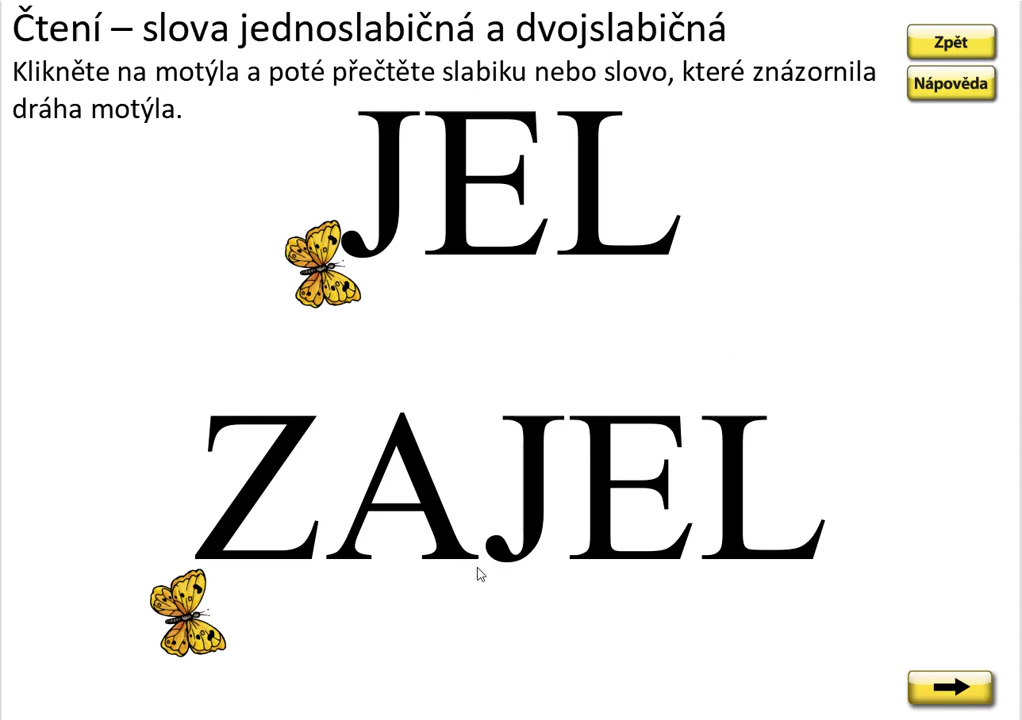 Čtení – slova jednoslabičná a dvojslabičná
Zpět
Klikněte na motýla a poté přečtěte slabiku nebo slovo, které znázornila
Nápověda
dráha motýla.
JEL
ZAJEL